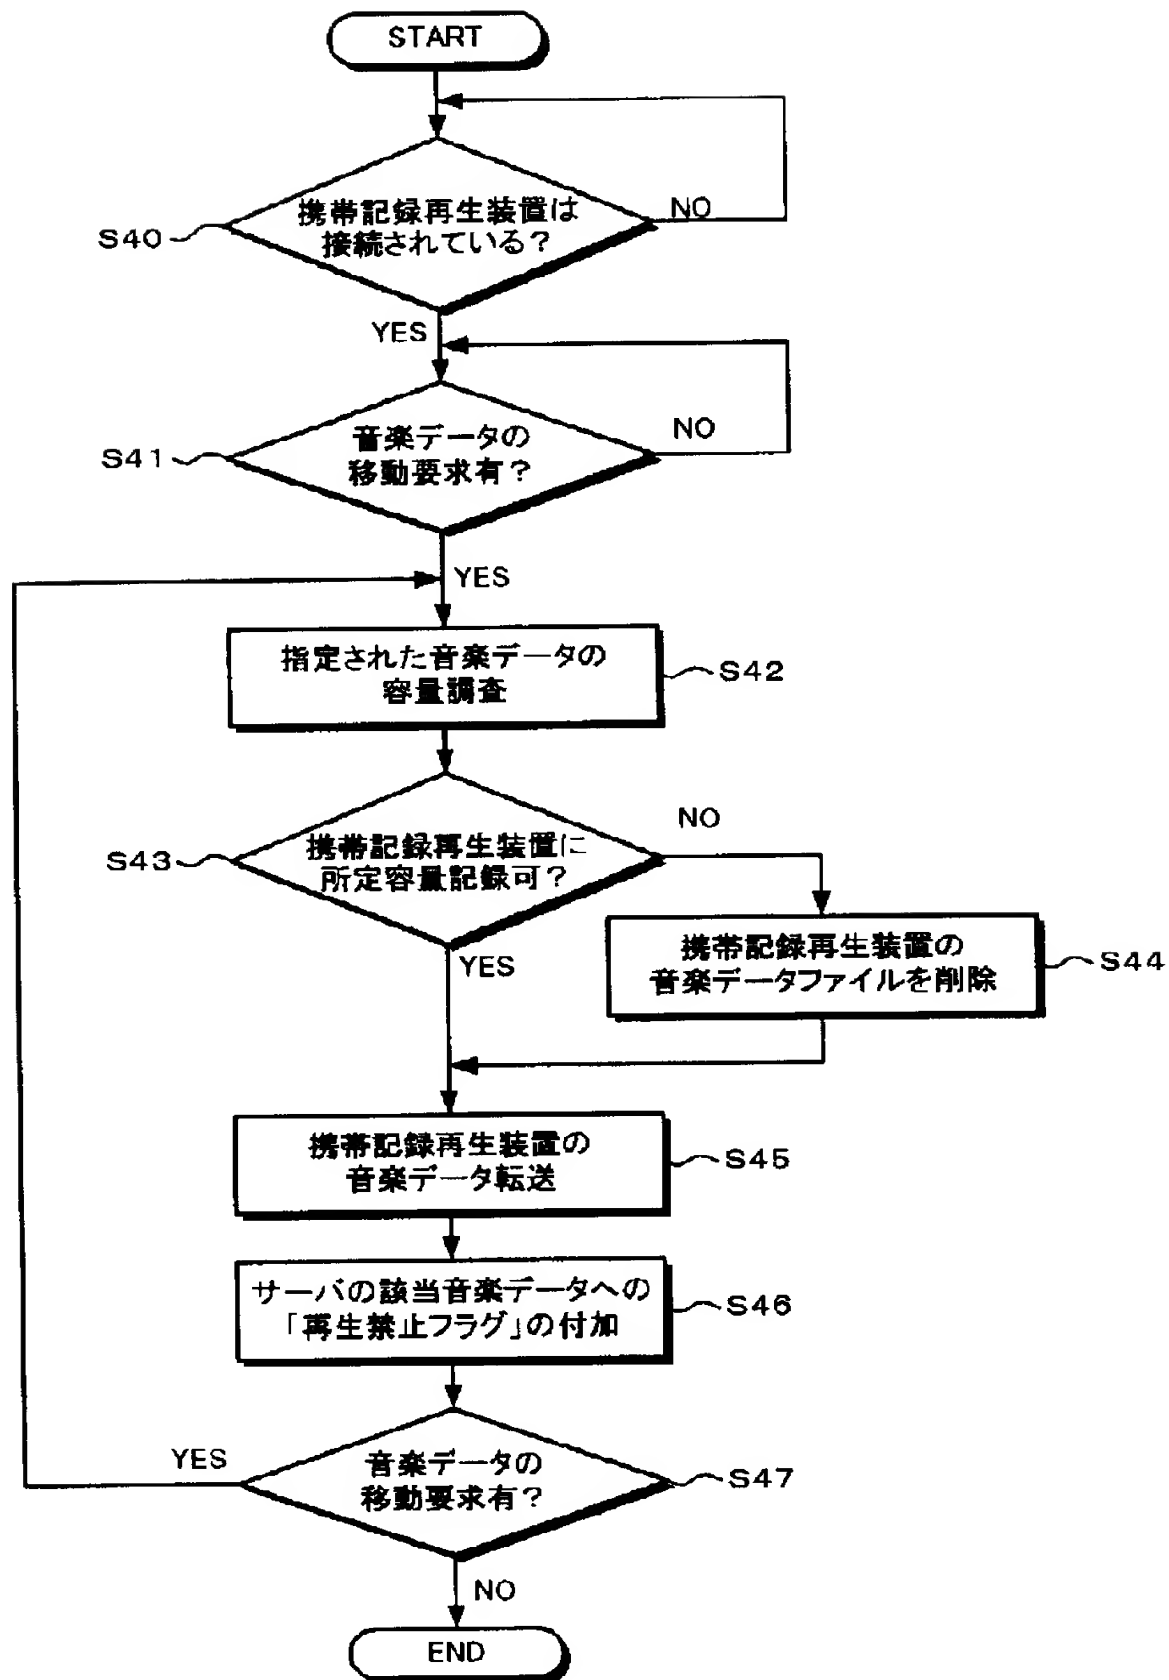 START
携帯記録再生装置は
接続されている?
S40
NO
YES
音楽データの
移動要求有?
S41
NO
YES
指定された音楽データの
容量調査
S42
携帯記録再生装置に
所定容量記録可?
S43
NO
YES
携帯記録再生装置の
音楽データファイルを削除
S44
携帯記録再生装置の
音楽データ転送
S45
サーバの該当音楽データへの
「再生禁止フラグ」の付加
S46
音楽データの
移動要求有?
S47
YES
NO
END